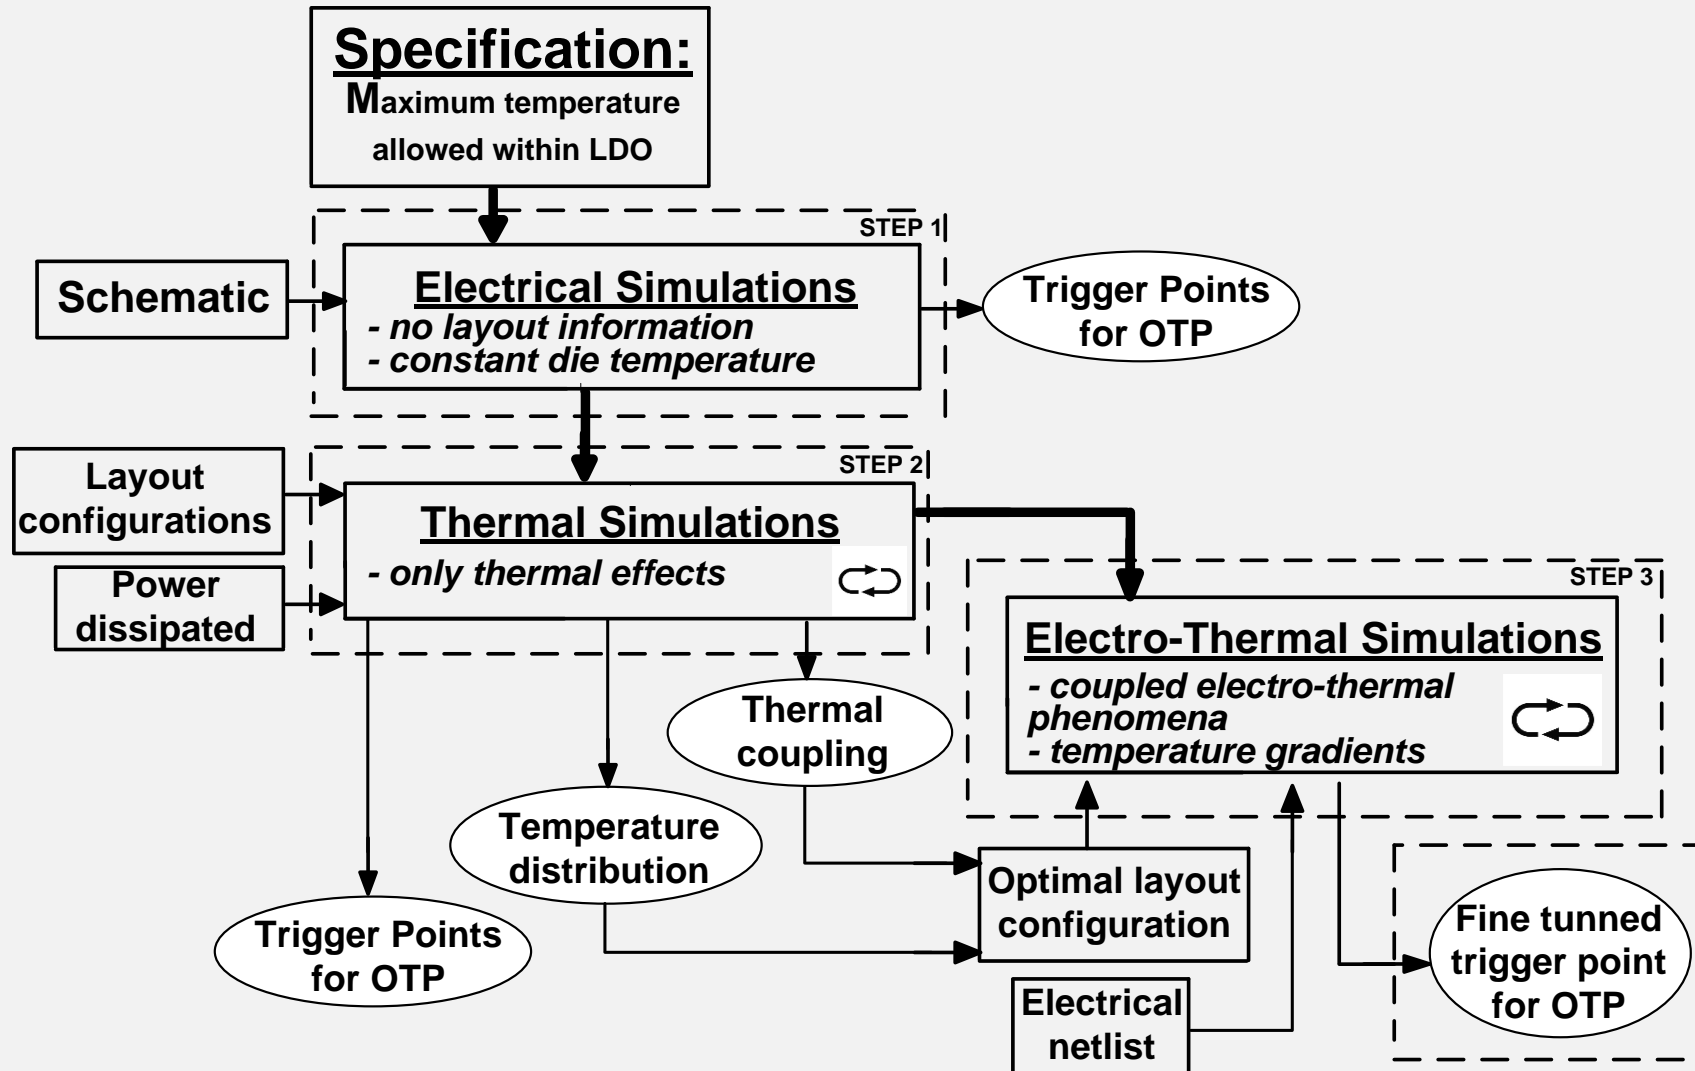 Specification:
Maximum temperature
allowed within LDO
STEP 1
Schematic
Electrical Simulations
- no layout information
- constant die temperature
Trigger Points
for OTP
Layout
configurations
STEP 2
Thermal Simulations
- only thermal effects
Power
dissipated
STEP 3
Electro-Thermal Simulations
- coupled electro-thermal
phenomena
- temperature gradients
Thermal
coupling
Temperature
distribution
Optimal layout
configuration
Trigger Points
for OTP
Fine tunned
trigger point
for OTP
Electrical
netlist